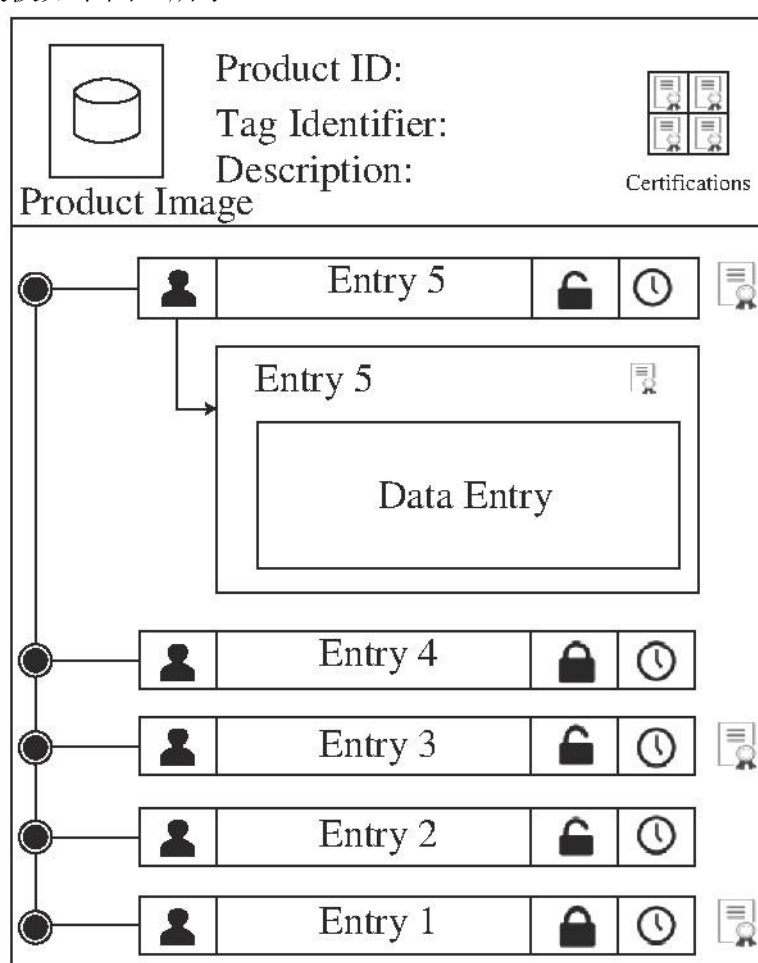 Product ID:
Tag Identifier:
Description:
Product Image
Certifications
Entry 5
Entry 5
Data Entry
Entry 4
Entry 3
Entry 2
Entry 1